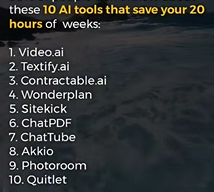 these 10 AI tools that save your 20
hours of weeks:
1. Video.ai
2. Textify.ai
3. Contractable.ai
4. Wonderplan
5. Sitekick
6. ChatPDF
7. ChatTube
8. Akkio
9. Photoroom
10. Quitlet